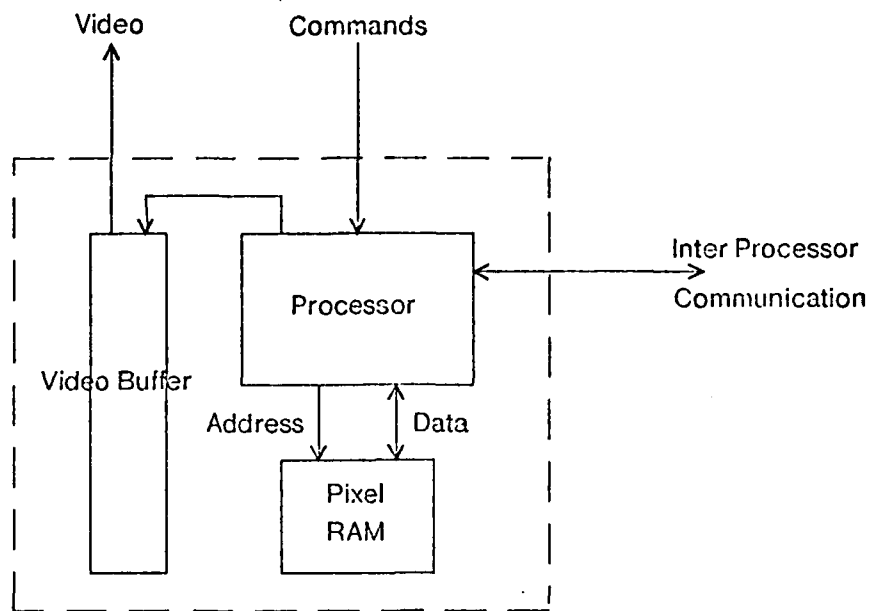 Video
Commands
Inter Processor
Communication
Processor
Video Buffer
Address
Data
Pixel
RAM